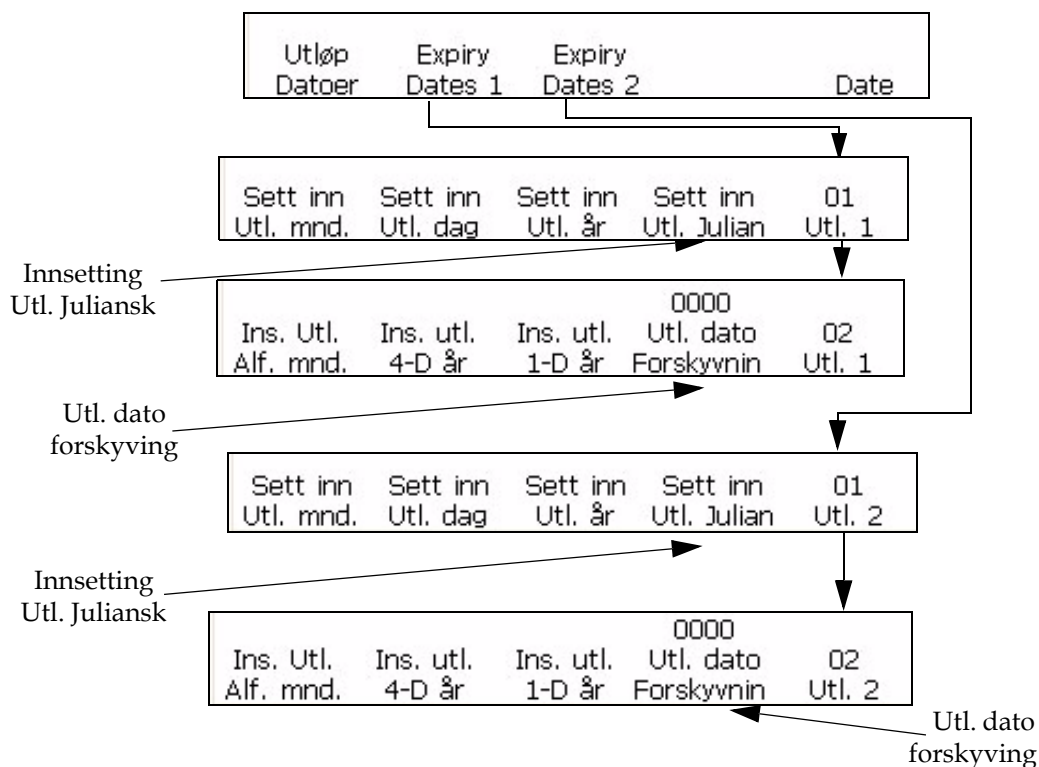 Utløp Expiry Expiry
Datoer Dates 1 Dates 2 Date
Sett inn Sett inn Sett inn Sett inn 01
Utl. mnd. Utl. dag Utl. år Utl. Julian Utl. 1
Innsetting
Utl. Juliansk
0000
Ins. Utl. Ins. utl. Ins. utl. Utl. dato 02
Alf. mnd. 4-D år 1-D år Forskyvnin Utl. 1
Utl. dato
forskyving
Sett inn Sett inn Sett inn Sett inn 01
Utl. mnd. Utl. dag Utl. år Utl. Julian Utl. 2
Innsetting
Utl. Juliansk
0000
Ins. Utl. Ins. utl. Ins. utl. Utl. dato 02
Alf. mnd. 4-D år 1-D år Forskyvnin Utl. 2
Utl. dato
forskyving